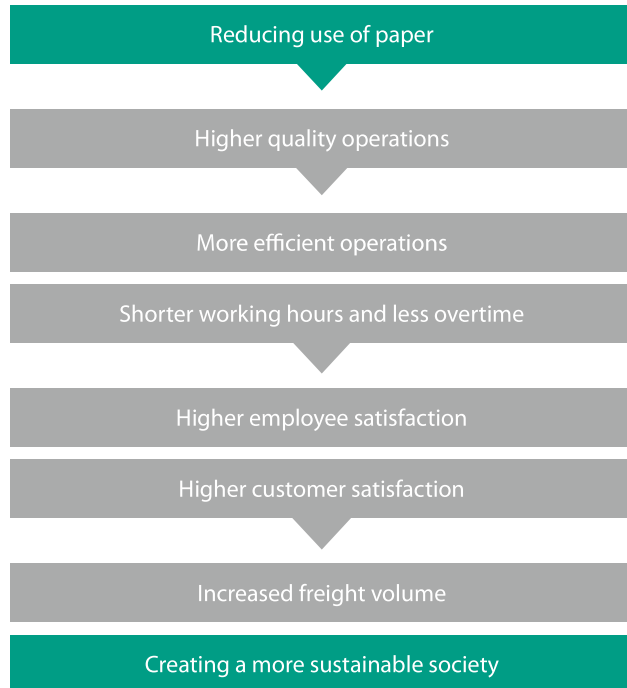 Reducing use of paper
Higher quality operations
More efficient operations
Shorter working hours and less overtime
Higher employee satisfaction
Higher customer satisfaction
Increased freight volume
Creating a more sustainable society